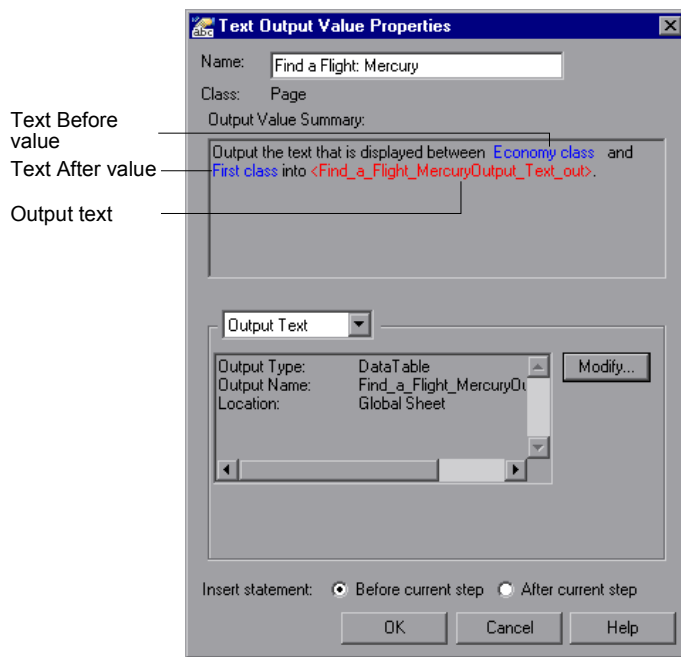 abc Text Output Value Properties
Name: Find a Flight: Mercury
Class: Page
Output Value Summary:
Text Before value
Output the text that is displayed between Economy class and
Text After value
First class into <Find_a_Flight_MercuryOutput_Text_out>.
Output text
Output Text
Output Type: DataTable
Modify...
Output Name: Find_a_Flight_MercuryOu
Location: Global Sheet
Insert statement: Before current step After current step
OK Cancel Help